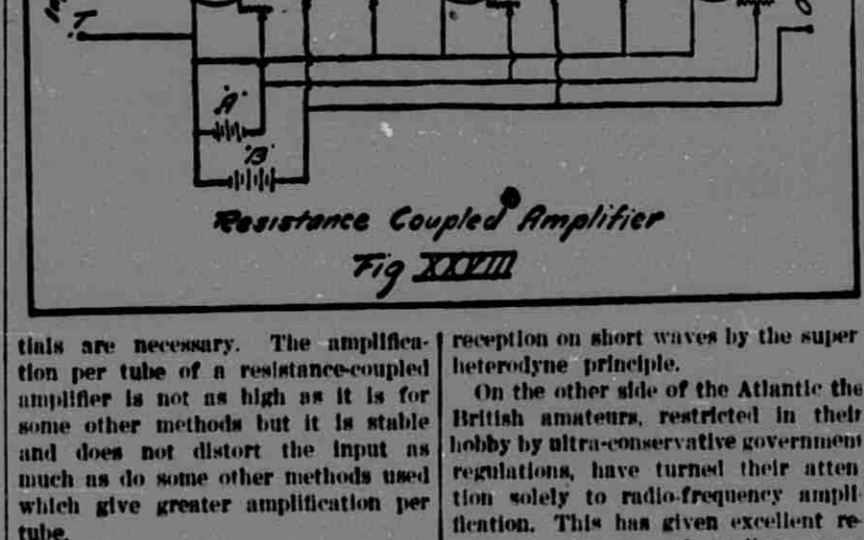 "A"
"B"
Resistance Coupled Amplifier
Fig XXVIII
tials are necessary. The amplifica-
tion per tube of a resistance-coupled
amplifier is not as high as it is for
some other methods but it is stable
and does not distort the input as
much as do some other methods used
which give greater amplification per
tube.
reception on short waves by the super
heterodyne principle.
On the other side of the Atlantic the
British amateurs, restricted in their
hobby by ultra-conservative government
regulations, have turned their atten
tion solely to radio-frequency ampli
fication. This has given excellent re-